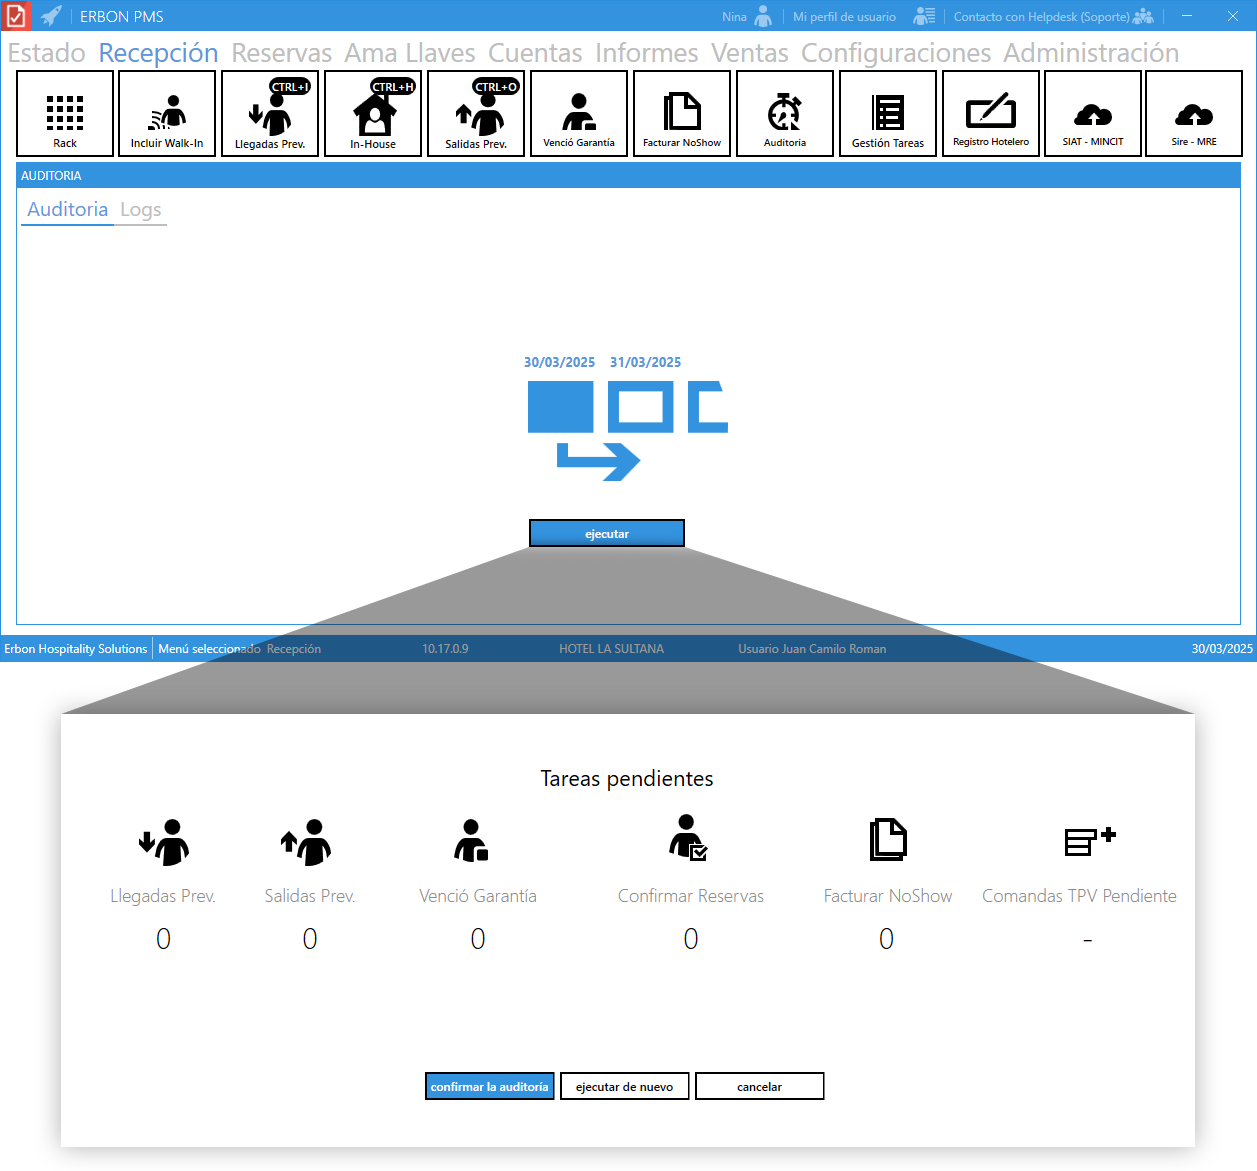 ERBON PMS
Nina
Mi perfil de usuario
Contacto con Helpdesk (Soporte)
Estado Recepción Reservas Ama Llaves Cuentas Informes Ventas Configuraciones Administración
CTRL+I CTRL+H CTRL+O
Rack Incluir Walk-In Llegadas Prev. In-House Salidas Prev. Venció Garantía Facturar NoShow Auditoria Gestión Tareas Registro Hotelero SIAT - MINCIT Sire - MRE
AUDITORIA
Auditoria Logs
30/03/2025 31/03/2025
ejecutar
Erbon Hospitality Solutions Menú seleccionado Recepción 10.17.0.9 HOTEL LA SULTANA Usuario Juan Camilo Roman 30/03/2025
Tareas pendientes
Llegadas Prev. Salidas Prev. Venció Garantía Confirmar Reservas Facturar NoShow Comandas TPV Pendiente
0 0 0 0 0 -
confirmar la auditoría ejecutar de nuevo cancelar